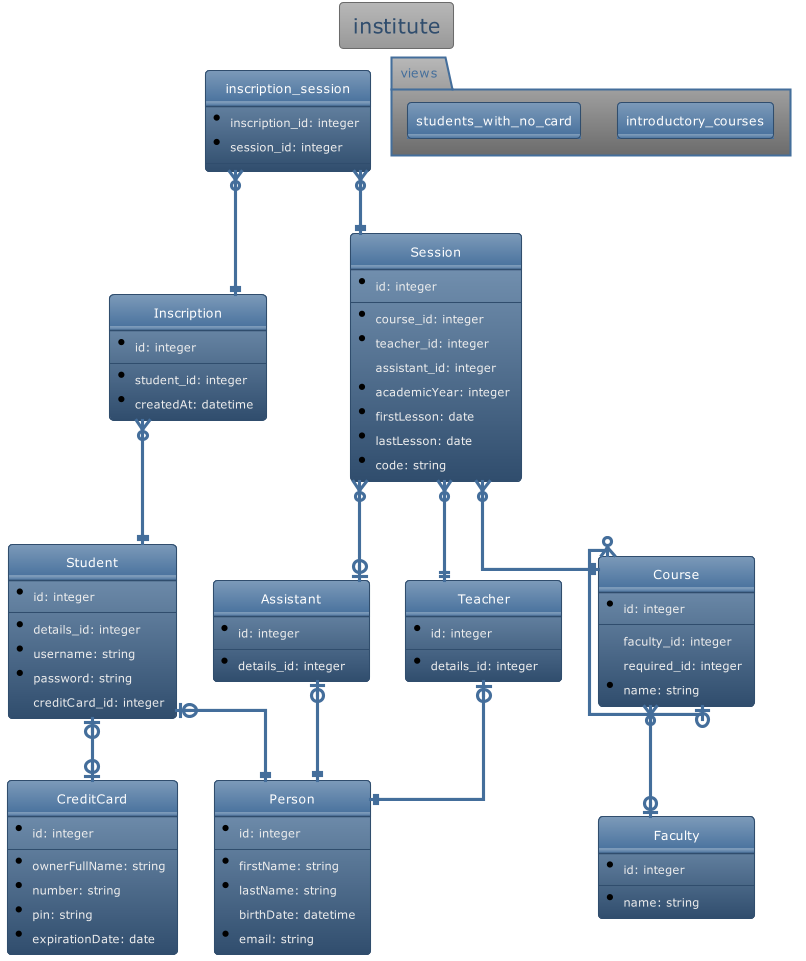 institute
views
students_with_no_card
introductory_courses
inscription_session
inscription_id: integer
session_id: integer
Session
id: integer
course_id: integer
teacher_id: integer
assistant_id: integer
academicYear: integer
firstLesson: date
lastLesson: date
code: string
Inscription
id: integer
student_id: integer
createdAt: datetime
Student
id: integer
details_id: integer
username: string
password: string
creditCard_id: integer
Assistant
id: integer
details_id: integer
Teacher
id: integer
details_id: integer
Course
id: integer
faculty_id: integer
required_id: integer
name: string
CreditCard
id: integer
ownerFullName: string
number: string
pin: string
expirationDate: date
Person
id: integer
firstName: string
lastName: string
birthDate: datetime
email: string
Faculty
id: integer
name: string